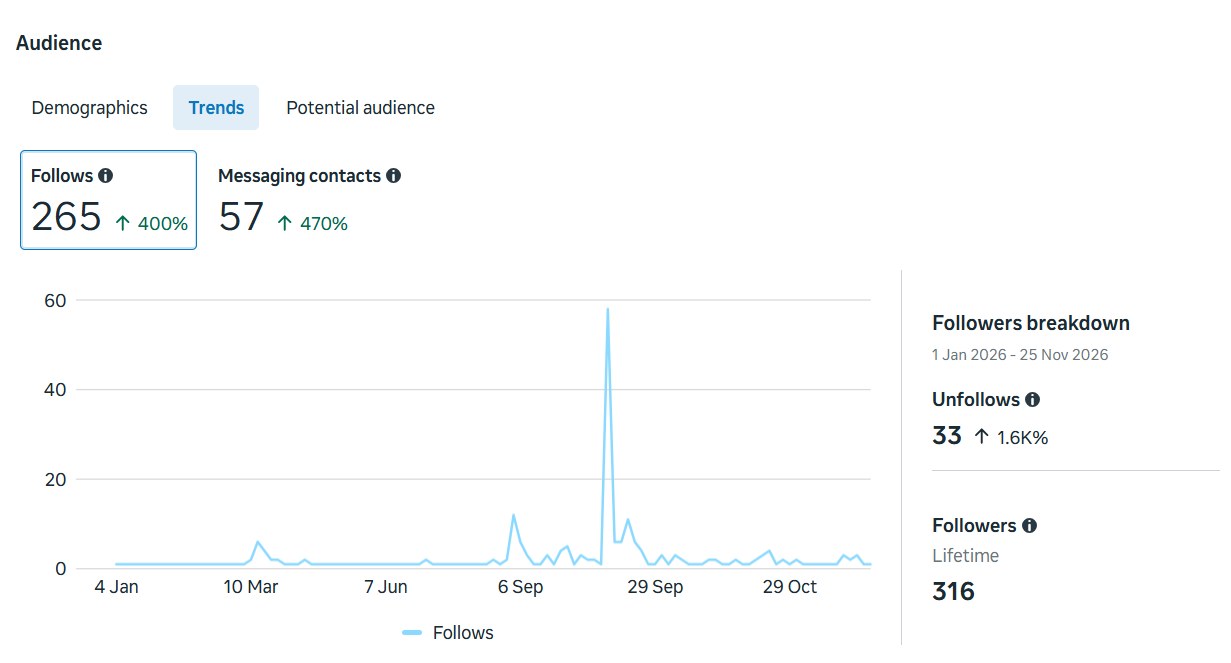 Audience
Demographics Trends Potential audience
Follows Messaging contacts
265 ↑ 400% 57 ↑ 470%
60
40
20
0
4 Jan 10 Mar 7 Jun 6 Sep 29 Sep 29 Oct
Follows
Followers breakdown
1 Jan 2026 - 25 Nov 2026
Unfollows
33 ↑ 1.6K%
Followers
Lifetime
316